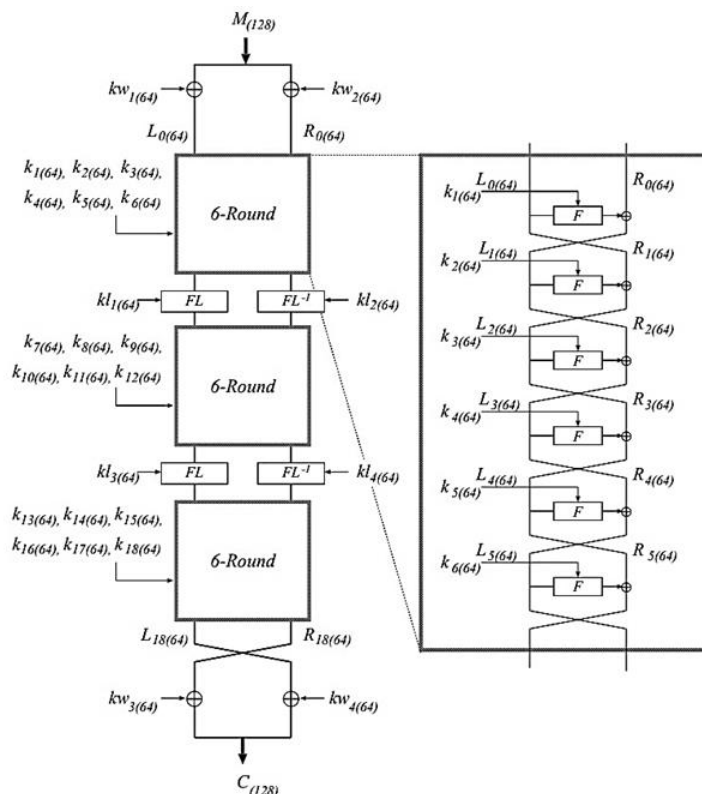 M(128)
kw1(64) kw2(64)
L0(64) R0(64)
k1(64), k2(64), k3(64),
k4(64), k5(64), k6(64)
6-Round
kl1(64) FL FL-1 kl2(64)
k7(64), k8(64), k9(64),
k10(64), k11(64), k12(64)
6-Round
kl3(64) FL FL-1 kl4(64)
k13(64), k14(64), k15(64),
k16(64), k17(64), k18(64)
6-Round
L18(64) R18(64)
kw3(64) kw4(64)
C(128)
L0(64) R0(64)
k1(64)
F
L1(64) R1(64)
k2(64)
F
L2(64) R2(64)
k3(64)
F
L3(64) R3(64)
k4(64)
F
L4(64) R4(64)
k5(64)
F
L5(64) R5(64)
k6(64)
F